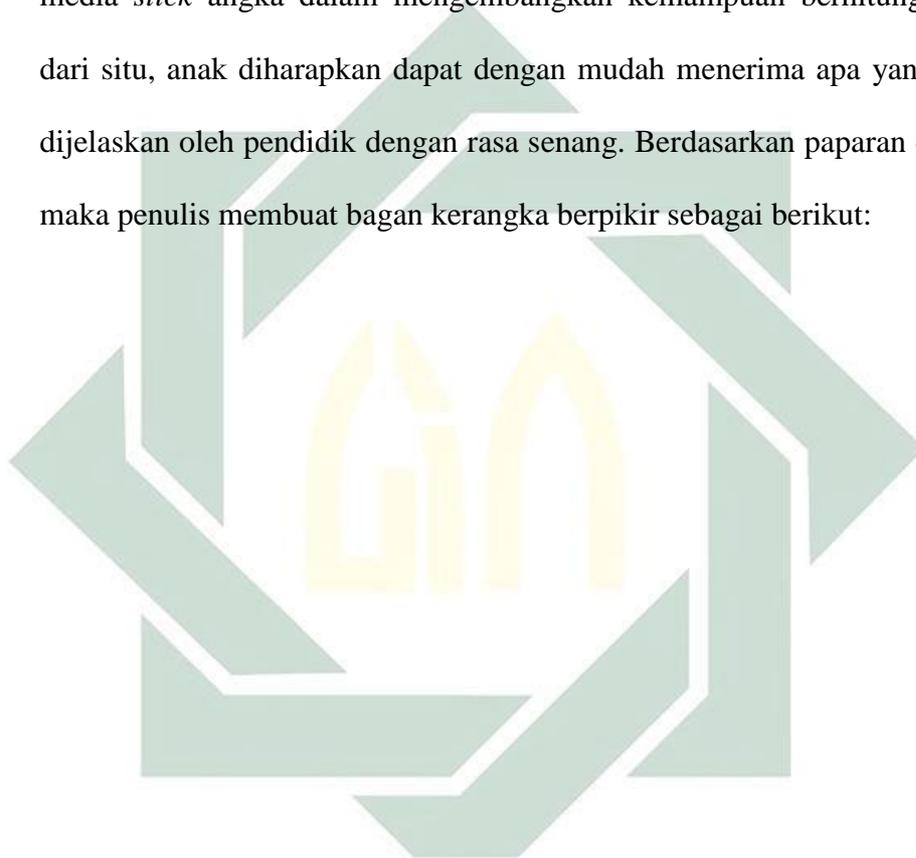 media stick angka dalam mengembangkan kemampuan berhitung
dari situ, anak diharapkan dapat dengan mudah menerima apa
dijelaskan oleh pendidik dengan rasa senang. Berdasarkan paparan
maka penulis membuat bagan kerangka berpikir sebagai berikut: